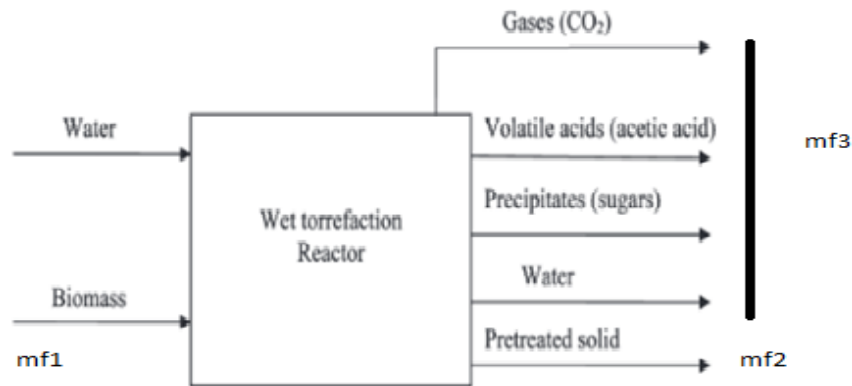 Gases (CO₂)
Water
Volatile acids (acetic acid)
mf3
Precipitates (sugars)
Wet torrefaction
Reactor
Water
Biomass
Pretreated solid
mf1
mf2